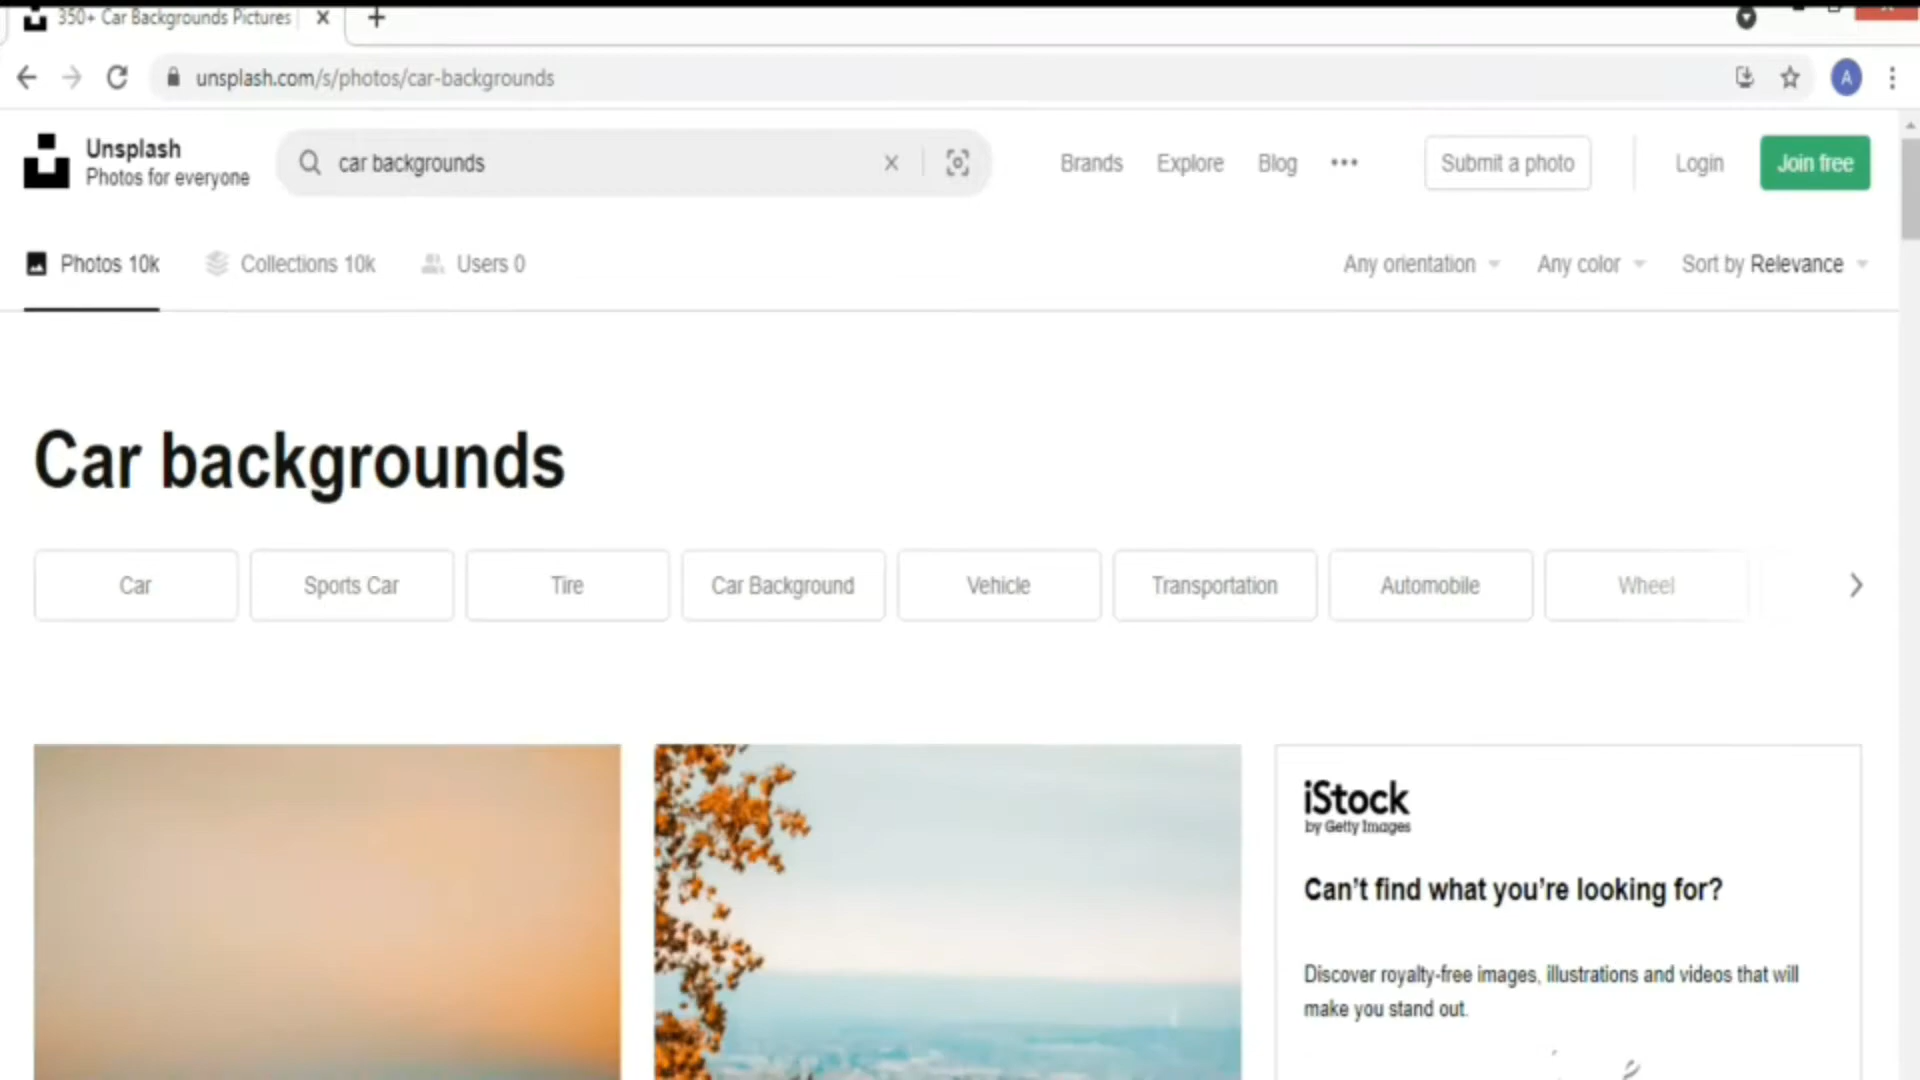 350+ Car Backgrounds Pictures
unsplash.com/s/photos/car-backgrounds
A
Unsplash
Photos for everyone
car backgrounds
Brands
Explore
Blog
Submit a photo
Login
Join free
Photos 10k
Collections 10k
Users 0
Any orientation
Any color
Sort by Relevance
Car backgrounds
Car
Sports Car
Tire
Car Background
Vehicle
Transportation
Automobile
Wheel
iStock
by Getty Images
Can’t find what you’re looking for?
Discover royalty-free images, illustrations and videos that will
make you stand out.